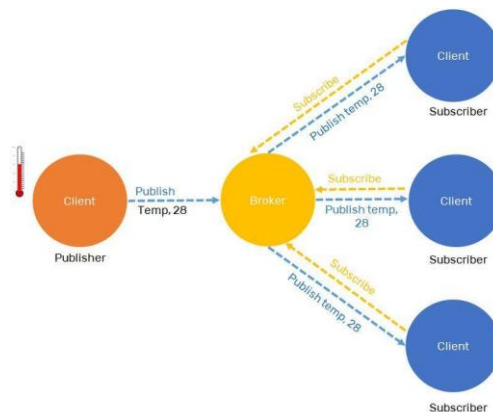 Client
Subscriber
Subscribe
Publish temp, 28
Client
Publisher
Publish
Temp, 28
Broker
Subscribe
Publish temp,
28
Client
Subscriber
Subscribe
Publish temp, 28
Client
Subscriber